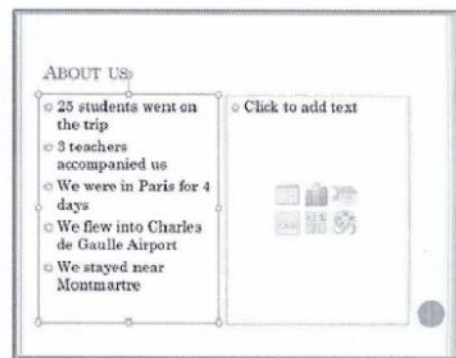 ABOUT US
25 students went on
the trip
3 teachers
accompanied us
We were in Paris for 4
days
We flew into Charles
de Gaulle Airport
We stayed near
Montmartre
Click to add text